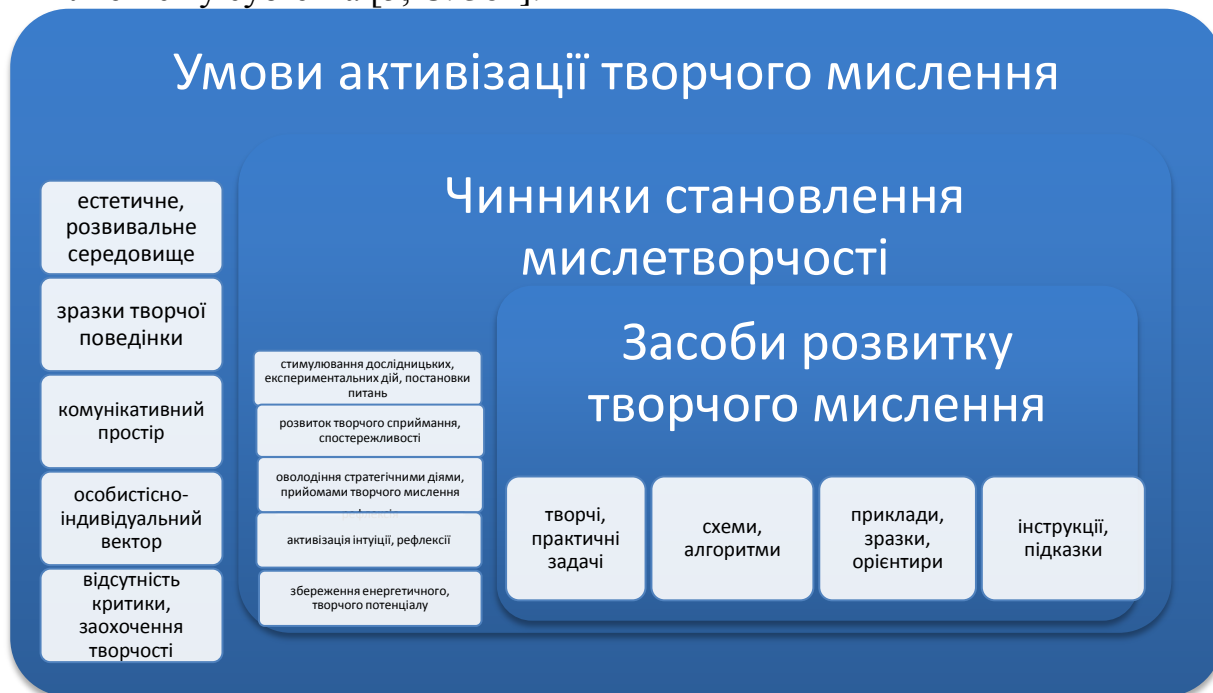 Умови активізації творчого мислення
естетичне,
розвивальне
середовище
зразки творчої
поведінки
комунікативний
простір
особистісно-
індивідуальний
вектор
відсутність
критики,
заохочення
творчості
Чинники становлення
мислетворчості
стимулювання дослідницьких,
експериментальних дій, постановки
питань
розвиток творчого сприймання,
спостережливості
оволодіння стратегічними діями,
прийомами творчого мислення
активізація інтуіції, рефлексії
збереження енергетичного,
творчого потенціалу
Засоби розвитку
творчого мислення
творчі,
практичні
задачі
схеми,
алгоритми
приклади,
зразки,
орієнтири
інструкції,
підказки